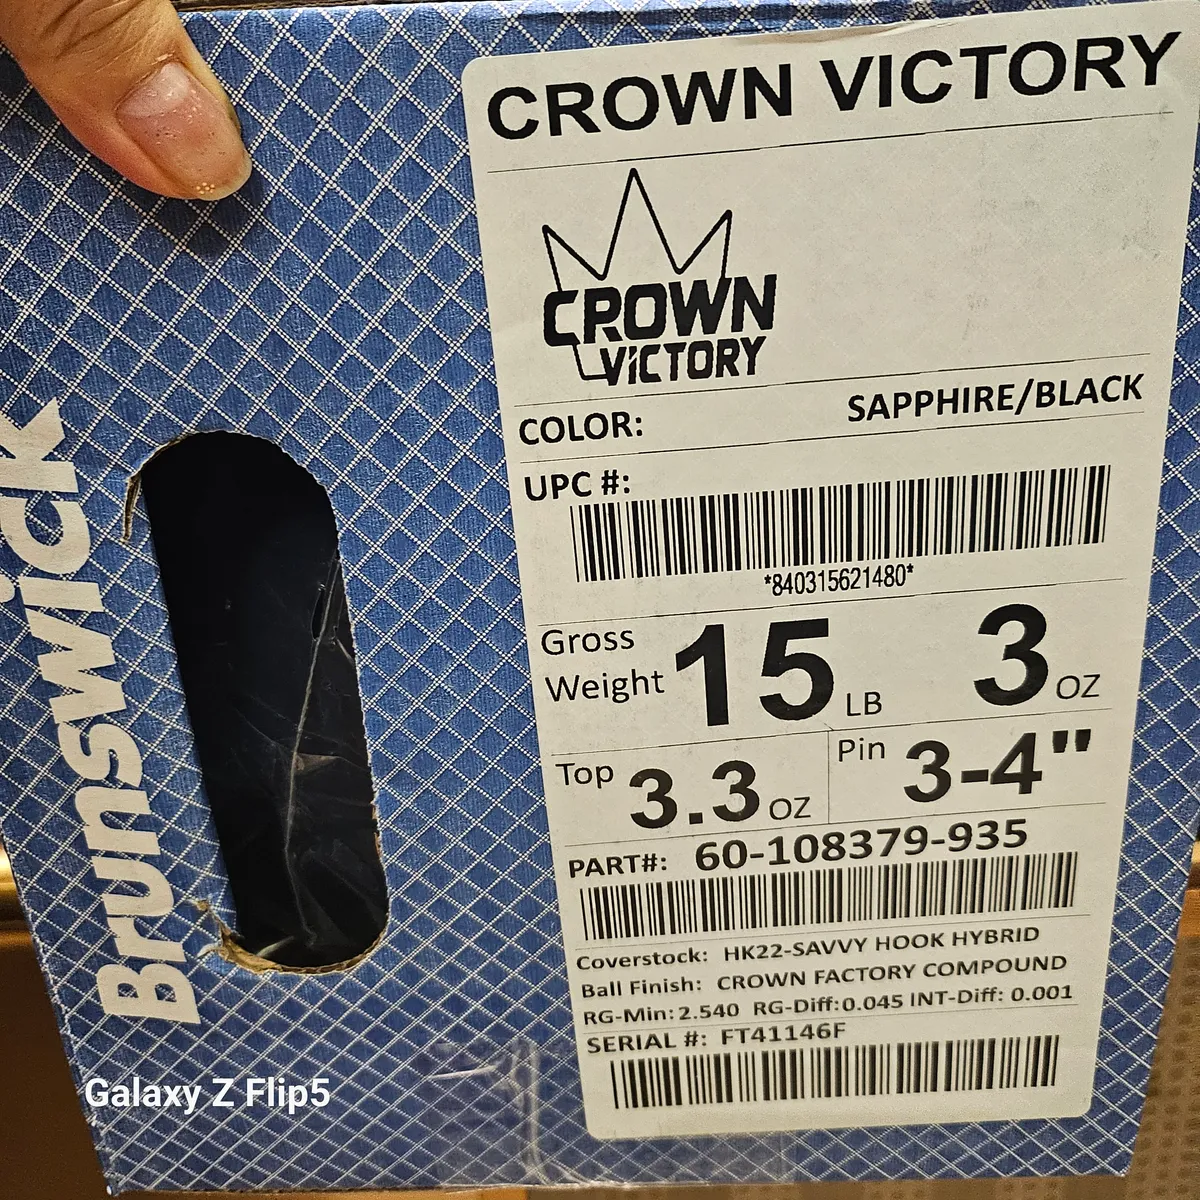 CROWN VICTORY
CROWN
VICTORY
COLOR: SAPPHIRE/BLACK
UPC #:
*840315621480*
Gross Weight 15 LB 3 OZ
Top 3.3 OZ Pin 3-4"
PART#: 60-108379-935
Coverstock: HK22-SAVVY HOOK HYBRID
Ball Finish: CROWN FACTORY COMPOUND
RG-Min: 2.540 RG-Diff: 0.045 INT-Diff: 0.001
SERIAL #: FT41146F
Brunswick
Galaxy Z Flip5